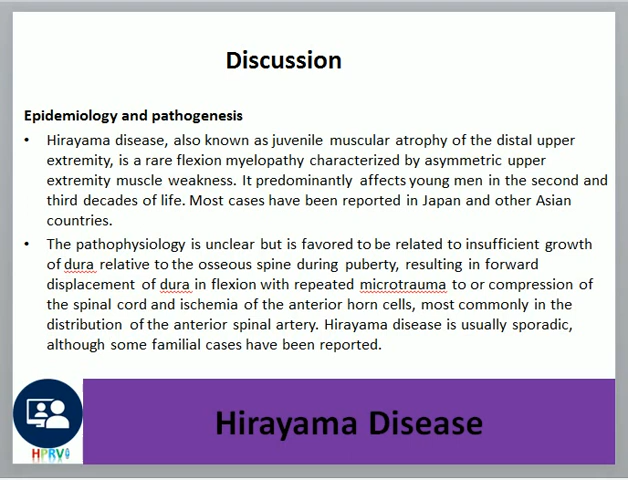 Discussion
Epidemiology and pathogenesis
• Hirayama disease, also known as juvenile muscular atrophy of the distal upper
extremity, is a rare flexion myelopathy characterized by asymmetric upper
extremity muscle weakness. It predominantly affects young men in the second and
third decades of life. Most cases have been reported in Japan and other Asian
countries.
• The pathophysiology is unclear but is favored to be related to insufficient growth
of dura relative to the osseous spine during puberty, resulting in forward
displacement of dura in flexion with repeated microtrauma to or compression of
the spinal cord and ischemia of the anterior horn cells, most commonly in the
distribution of the anterior spinal artery. Hirayama disease is usually sporadic,
although some familial cases have been reported.
Hirayama Disease
HPRV